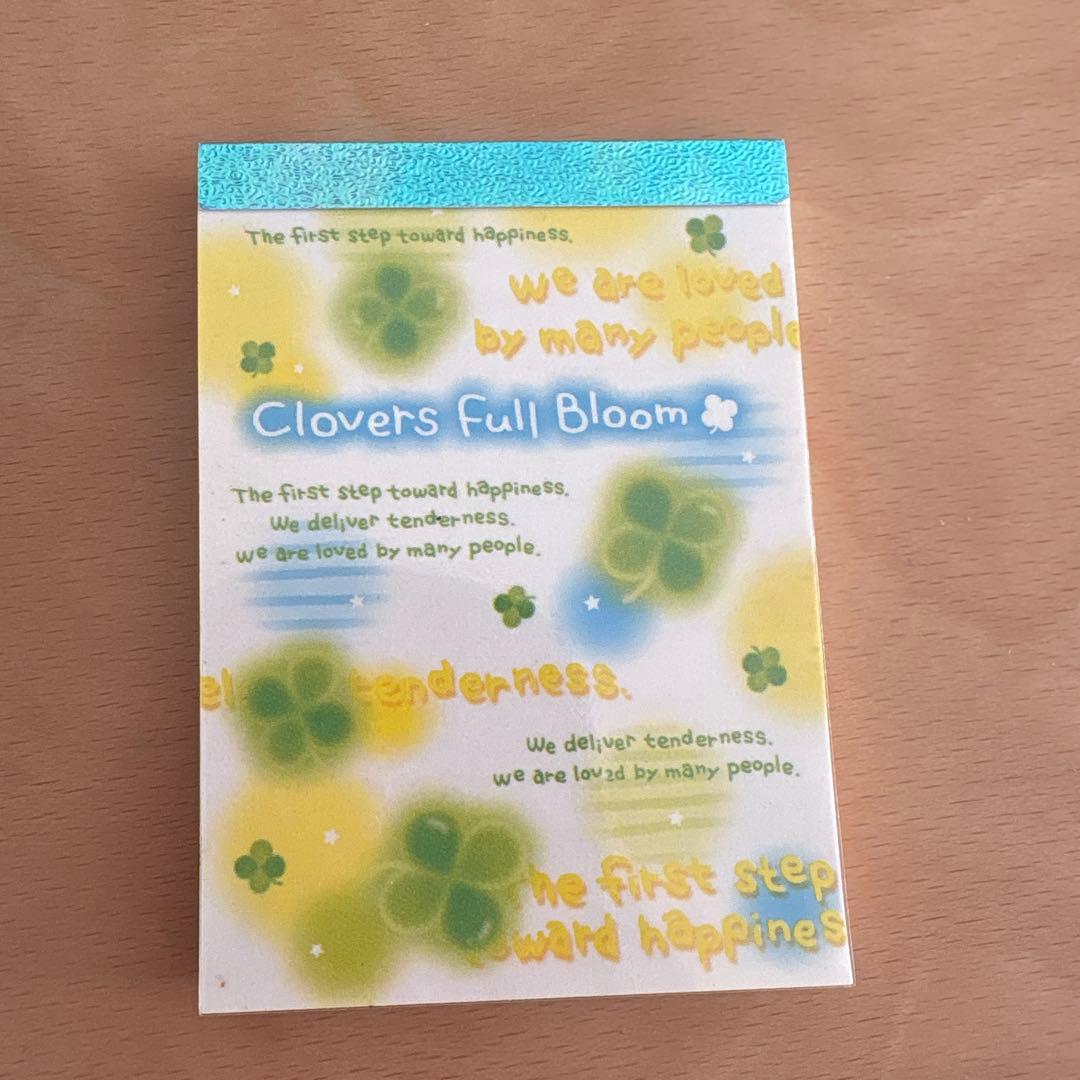 The first step toward happiness.
We are loved
by many people
Clovers Full Bloom
The first step toward happiness.
We deliver tenderness.
we are loved by many people.
el tenderness.
We deliver tenderness.
we are loved by many people.
he first step
oward happines